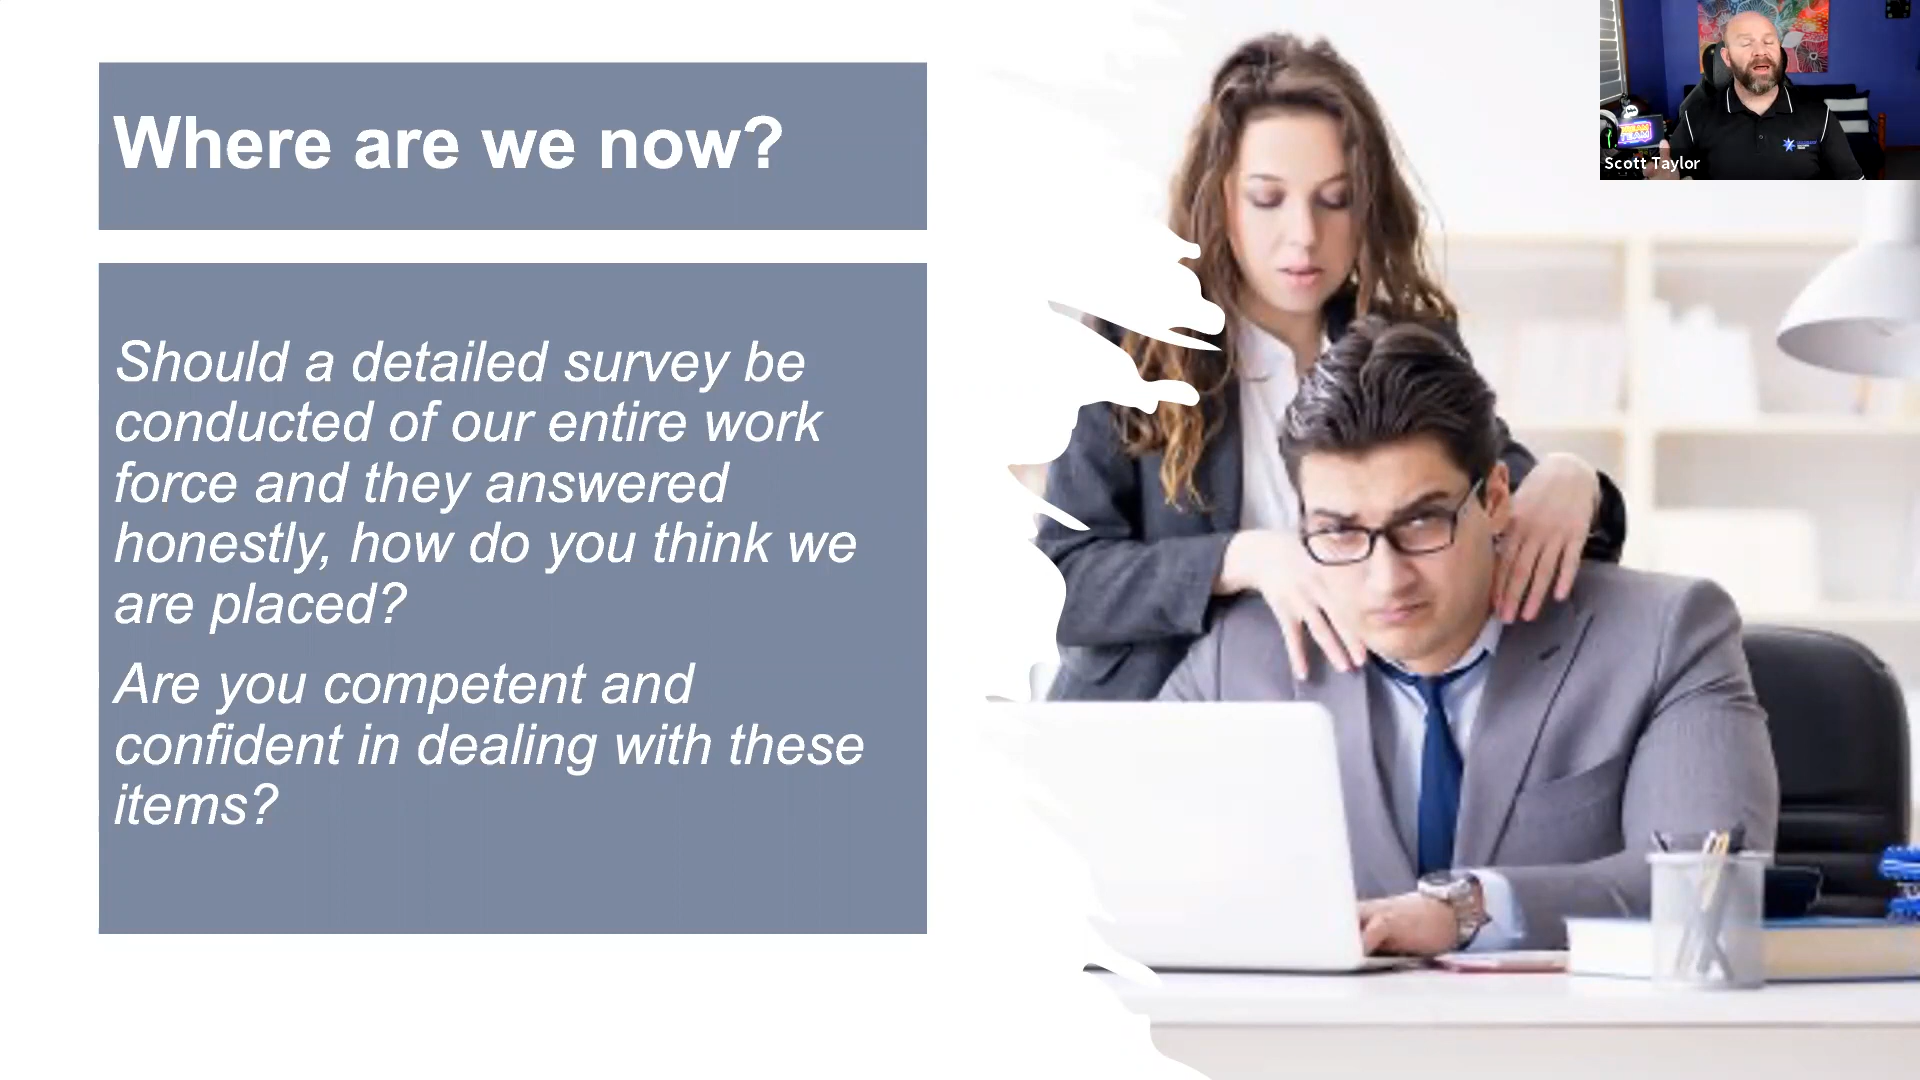 Where are we now?
Should a detailed survey be
conducted of our entire work
force and they answered
honestly, how do you think we
are placed?
Are you competent and
confident in dealing with these
items?
Scott Taylor